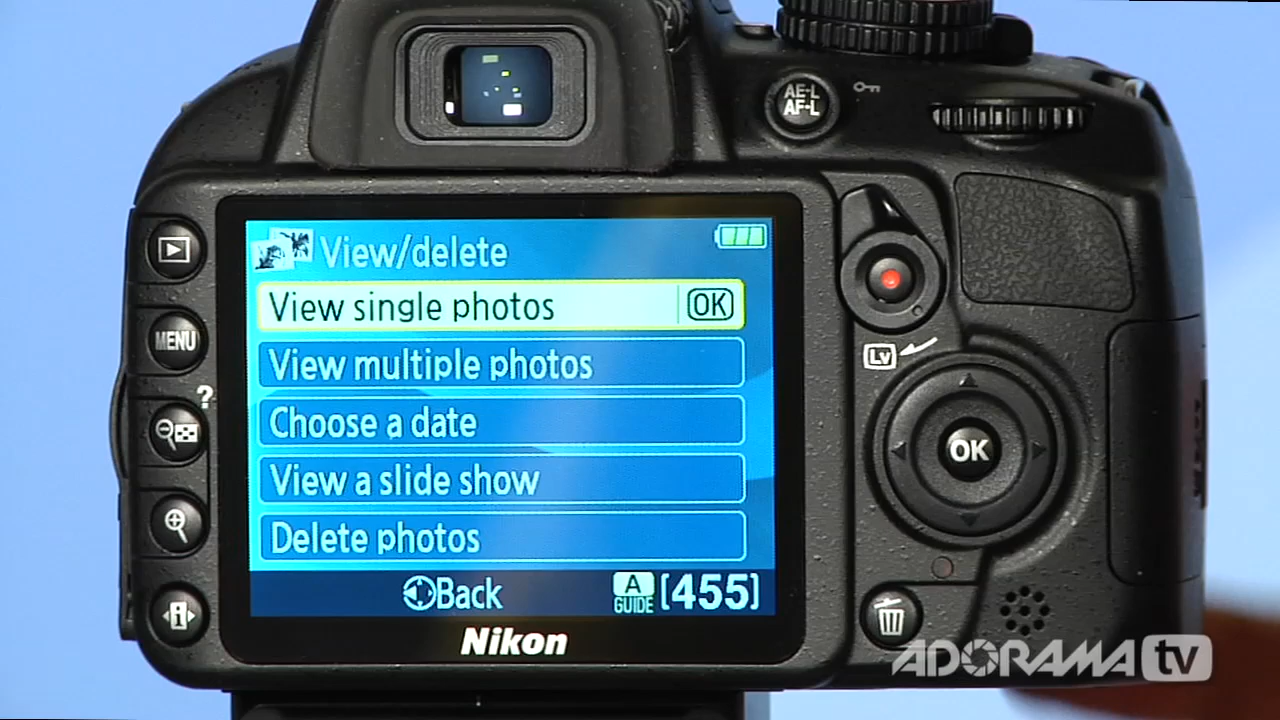 AE-L
AF-L
View/delete
View single photos OK
View multiple photos
Choose a date
View a slide show
Delete photos
Back A GUIDE [455]
Nikon
MENU
?
Lv
OK
ADORAMA tv